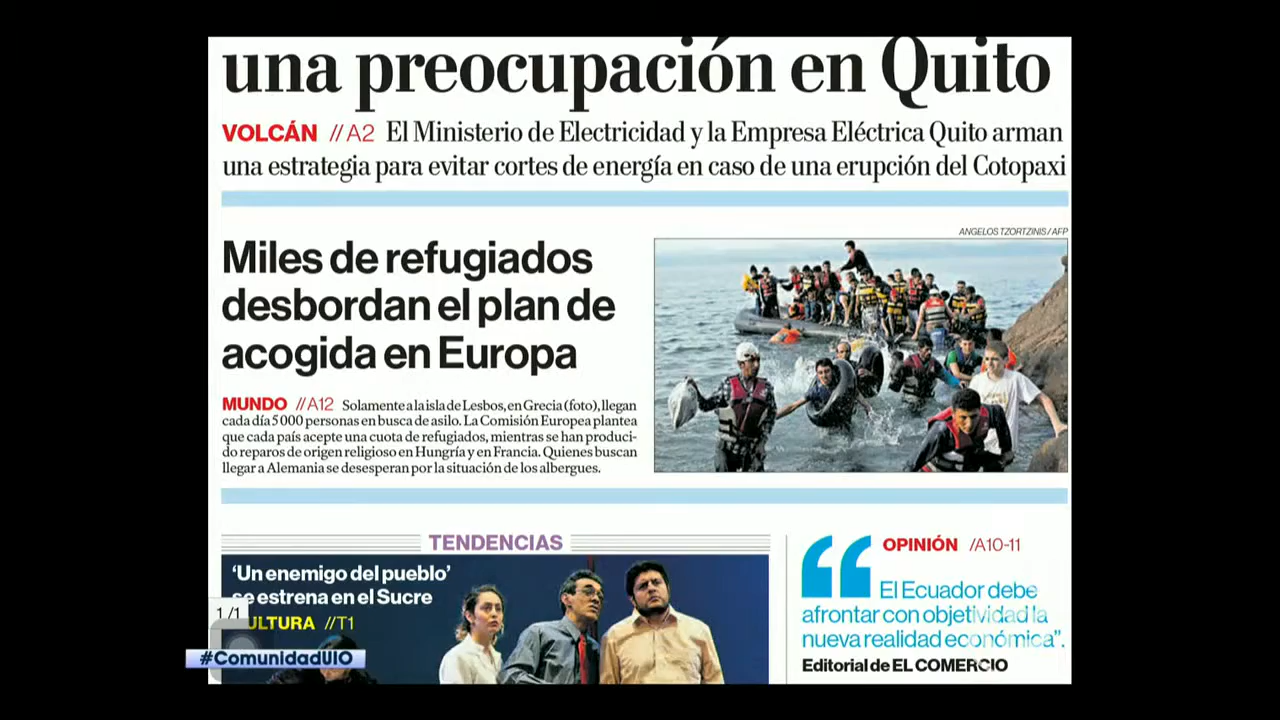 una preocupación en Quito
VOLCÁN //A2 El Ministerio de Electricidad y la Empresa Eléctrica Quito arman
una estrategia para evitar cortes de energía en caso de una erupción del Cotopaxi
ANGELOS TZORTZINIS / AFP
Miles de refugiados
desbordan el plan de
acogida en Europa
MUNDO //A12 Solamente a la isla de Lesbos, en Grecia (foto), llegan
cada día 5 000 personas en busca de asilo. La Comisión Europea plantea
que cada país acepte una cuota de refugiados, mientras se han produci-
do reparos de origen religioso en Hungría y en Francia. Quienes buscan
llegar a Alemania se desesperan por la situación de los albergues.
TENDENCIAS
'Un enemigo del pueblo'
se estrena en el Sucre
CULTURA //T1
1/1
#ComunidadUIO
“ OPINIÓN /A10-11
El Ecuador debe
afrontar con objetividad la
nueva realidad económica”.
Editorial de EL COMERCIO